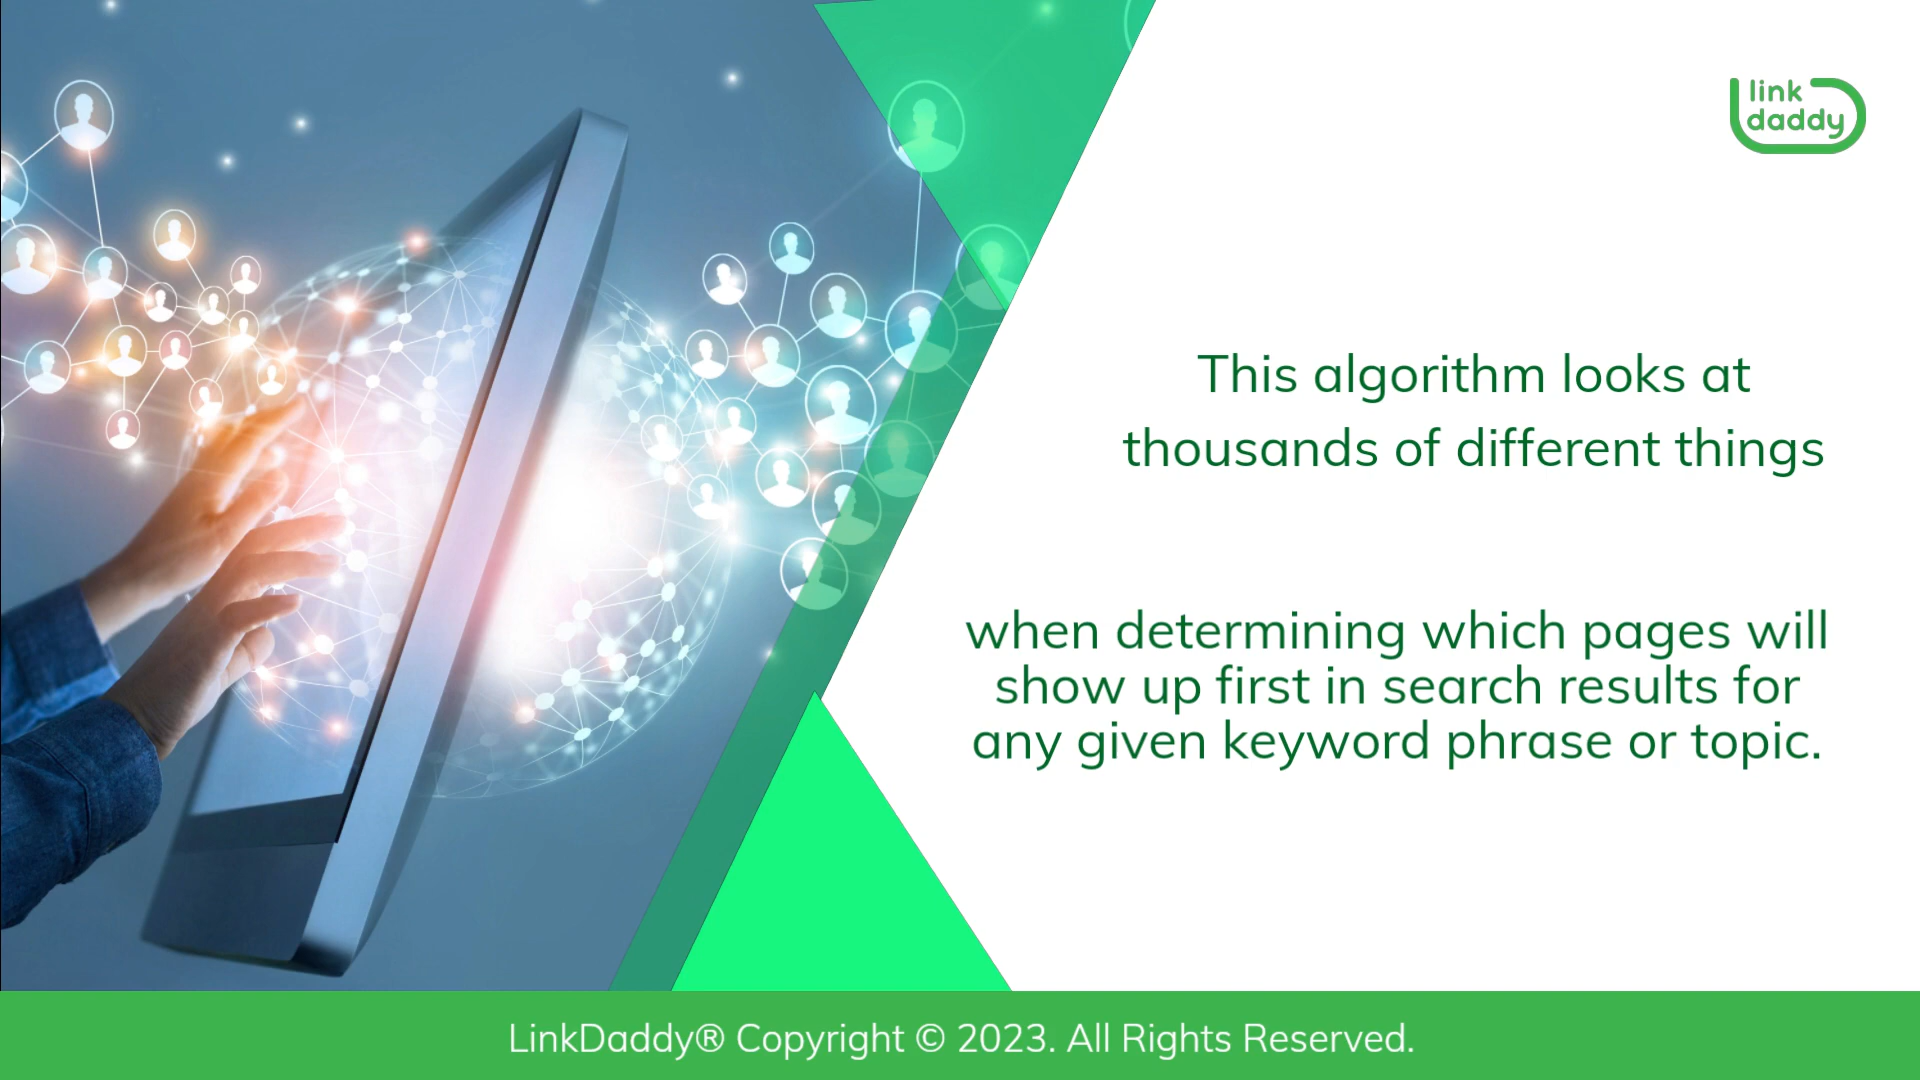 link
daddy
This algorithm looks at
thousands of different things
when determining which pages will
show up first in search results for
any given keyword phrase or topic.
LinkDaddy® Copyright © 2023. All Rights Reserved.